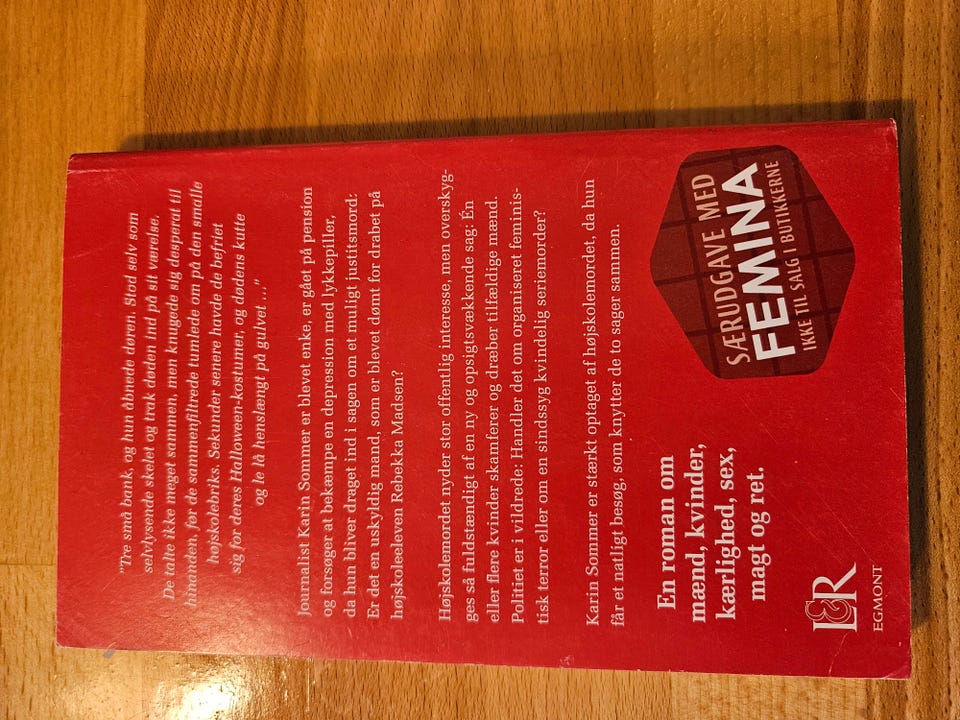 "Tre små bank, og hun åbnede døren. Stod selv som
selvlysende skelet og trak døden ind på sit værelse.
De talte ikke meget sammen, men knugede sig desperat til
hinanden, før de sammenfiltrede tumlede om på den smalle
højskolebriks. Sekunder senere havde de befriet
sig for deres Halloween-kostumer, og dødens kutte
og le lå henslængt på gulvet ..."
Journalist Karin Sommer er blevet enke, er gået på pension
og forsøger at bekæmpe en depression med lykkepiller,
da hun bliver draget ind i sagen om et muligt justitsmord:
Er det en uskyldig mand, som er blevet dømt for drabet på
højskoleeleven Rebekka Madsen?
Højskolemordet nyder stor offentlig interesse, men overskyg-
ges så fuldstændigt af en ny og opsigtsvækkende sag: Én
eller flere kvinder skamferer og dræber tilfældige mænd.
Politiet er i vildrede: Handler det om organiseret feminis-
tisk terror eller om en sindssyg kvindelig seriemorder?
Karin Sommer er stærkt optaget af højskolemordet, da hun
får et natligt besøg, som knytter de to sager sammen.
En roman om
mænd, kvinder,
kærlighed, sex,
magt og ret.
SÆRUDGAVE MED
FEMINA
IKKE TIL SALG I BUTIKKERNE
L&R
EGMONT